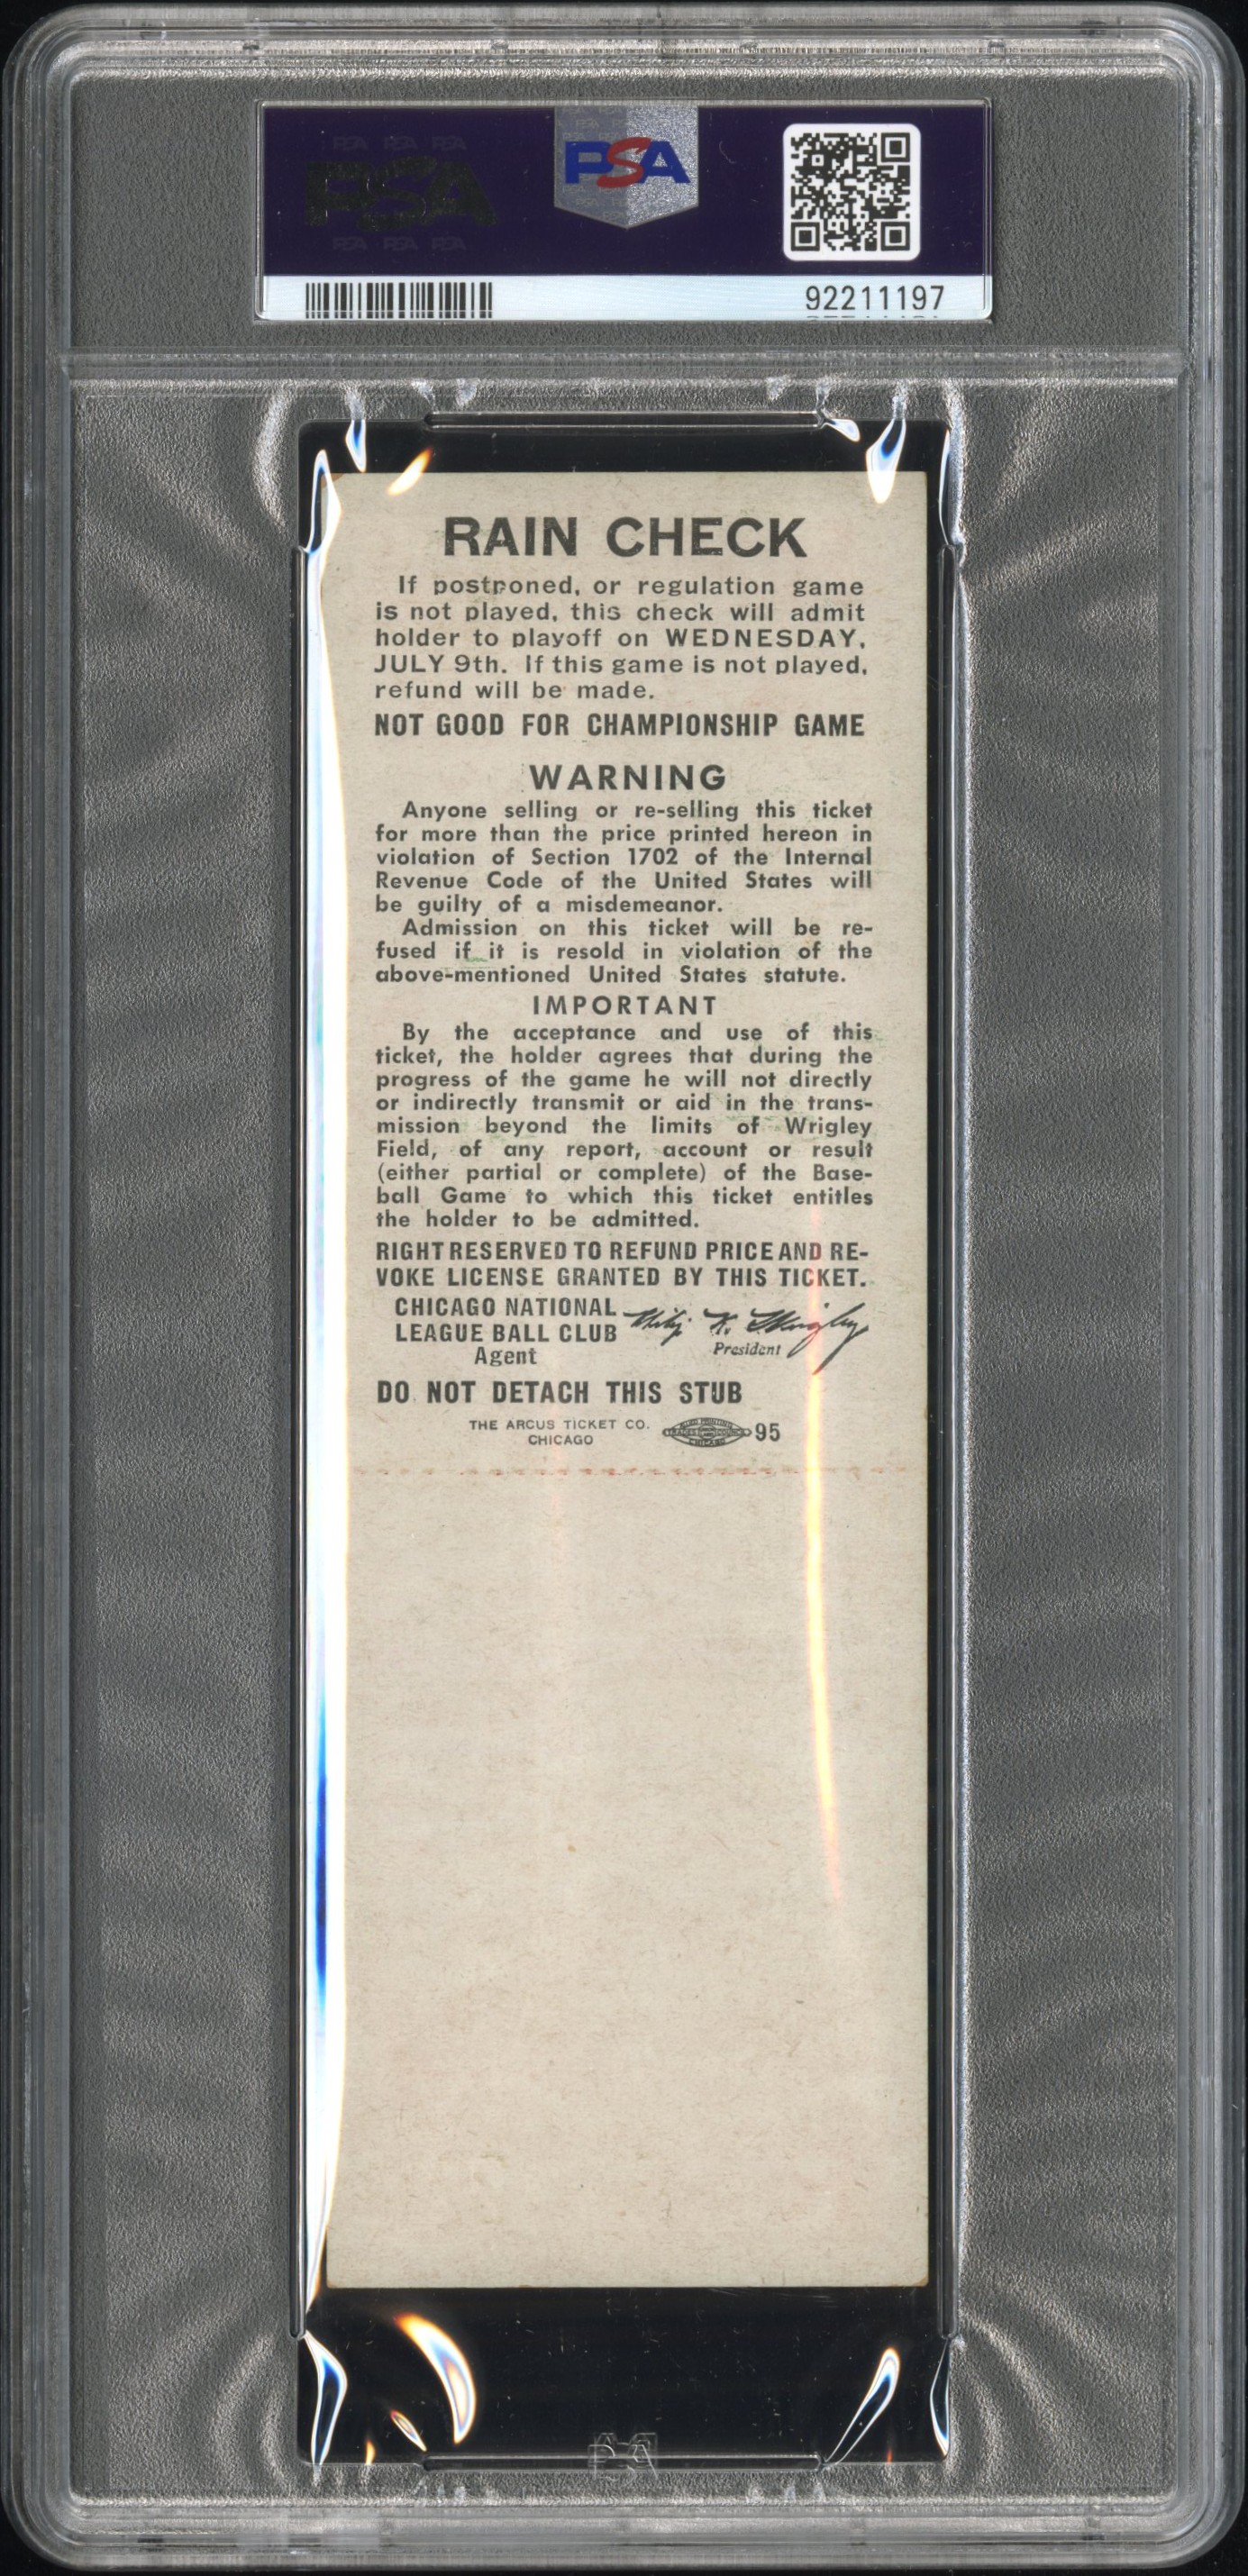 PSA
PSA
92211197
RAIN CHECK
If postponed, or regulation game
is not played, this check will admit
holder to playoff on WEDNESDAY,
JULY 9th. If this game is not played,
refund will be made.
NOT GOOD FOR CHAMPIONSHIP GAME
WARNING
Anyone selling or re-selling this ticket
for more than the price printed hereon in
violation of Section 1702 of the Internal
Revenue Code of the United States will
be guilty of a misdemeanor.
Admission on this ticket will be re-
fused if it is resold in violation of the
above-mentioned United States statute.
IMPORTANT
By the acceptance and use of this
ticket, the holder agrees that during the
progress of the game he will not directly
or indirectly transmit or aid in the trans-
mission beyond the limits of Wrigley
Field, of any report, account or result
(either partial or complete) of the Base-
ball Game to which this ticket entitles
the holder to be admitted.
RIGHT RESERVED TO REFUND PRICE AND RE-
VOKE LICENSE GRANTED BY THIS TICKET.
CHICAGO NATIONAL
LEAGUE BALL CLUB
Agent
Philip K. Wrigley
President
DO NOT DETACH THIS STUB
THE ARCUS TICKET CO.
CHICAGO
95